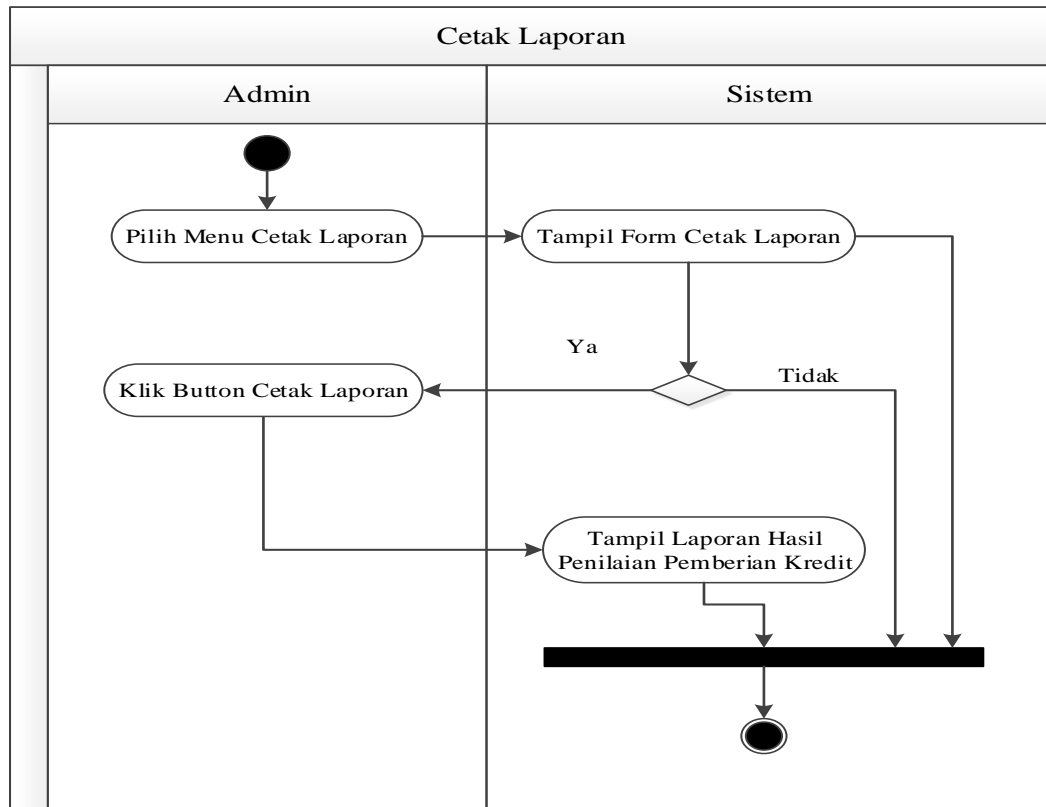 Cetak Laporan
Admin
Sistem
Pilih Menu Cetak Laporan
Tampil Form Cetak Laporan
Ya
Klik Button Cetak Laporan
Tidak
Tampil Laporan Hasil
Penilaian Pemberian Kredit